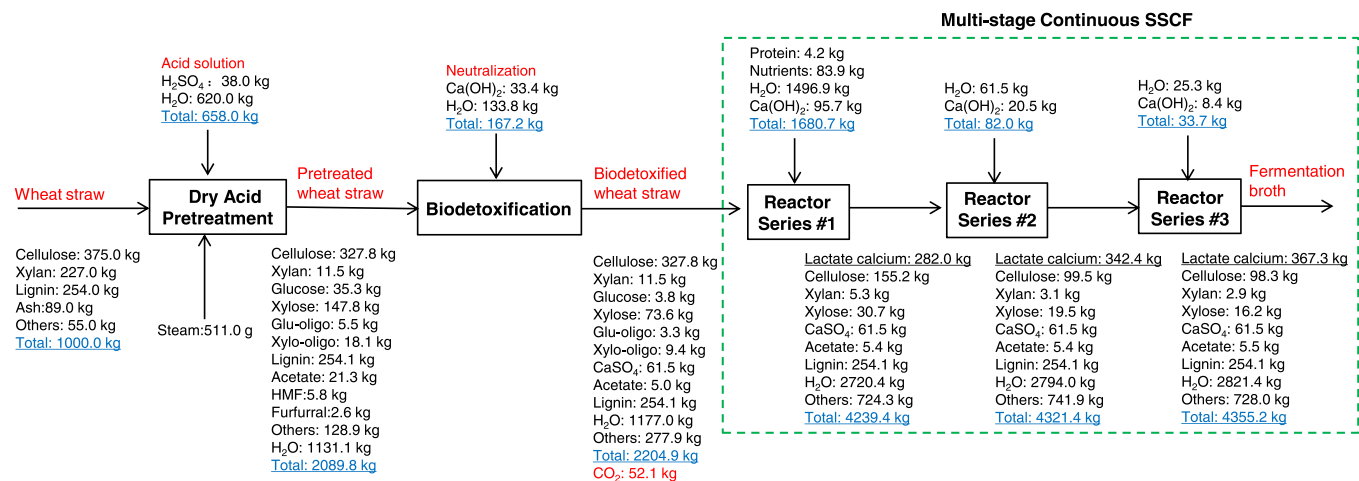 Multi-stage Continuous SSCF
Acid solution
H₂SO₄ : 38.0 kg
H₂O: 620.0 kg
Total: 658.0 kg
Neutralization
Ca(OH)₂: 33.4 kg
H₂O: 133.8 kg
Total: 167.2 kg
Protein: 4.2 kg
Nutrients: 83.9 kg
H₂O: 1496.9 kg
Ca(OH)₂: 95.7 kg
Total: 1680.7 kg
H₂O: 61.5 kg
Ca(OH)₂: 20.5 kg
Total: 82.0 kg
H₂O: 25.3 kg
Ca(OH)₂: 8.4 kg
Total: 33.7 kg
Wheat straw
Dry Acid
Pretreatment
Pretreated
wheat straw
Biodetoxification
Biodetoxified
wheat straw
Reactor
Series #1
Reactor
Series #2
Reactor
Series #3
Fermentation
broth
Cellulose: 375.0 kg
Xylan: 227.0 kg
Lignin: 254.0 kg
Ash:89.0 kg
Others: 55.0 kg
Total: 1000.0 kg
Steam:511.0 g
Cellulose: 327.8 kg
Xylan: 11.5 kg
Glucose: 35.3 kg
Xylose: 147.8 kg
Glu-oligo: 5.5 kg
Xylo-oligo: 18.1 kg
Lignin: 254.1 kg
Acetate: 21.3 kg
HMF:5.8 kg
Furfurral:2.6 kg
Others: 128.9 kg
H₂O: 1131.1 kg
Total: 2089.8 kg
Cellulose: 327.8 kg
Xylan: 11.5 kg
Glucose: 3.8 kg
Xylose: 73.6 kg
Glu-oligo: 3.3 kg
Xylo-oligo: 9.4 kg
CaSO₄: 61.5 kg
Acetate: 5.0 kg
Lignin: 254.1 kg
H₂O: 1177.0 kg
Others: 277.9 kg
Total: 2204.9 kg
CO₂: 52.1 kg
Lactate calcium: 282.0 kg
Cellulose: 155.2 kg
Xylan: 5.3 kg
Xylose: 30.7 kg
CaSO₄: 61.5 kg
Acetate: 5.4 kg
Lignin: 254.1 kg
H₂O: 2720.4 kg
Others: 724.3 kg
Total: 4239.4 kg
Lactate calcium: 342.4 kg
Cellulose: 99.5 kg
Xylan: 3.1 kg
Xylose: 19.5 kg
CaSO₄: 61.5 kg
Acetate: 5.4 kg
Lignin: 254.1 kg
H₂O: 2794.0 kg
Others: 741.9 kg
Total: 4321.4 kg
Lactate calcium: 367.3 kg
Cellulose: 98.3 kg
Xylan: 2.9 kg
Xylose: 16.2 kg
CaSO₄: 61.5 kg
Acetate: 5.5 kg
Lignin: 254.1 kg
H₂O: 2821.4 kg
Others: 728.0 kg
Total: 4355.2 kg